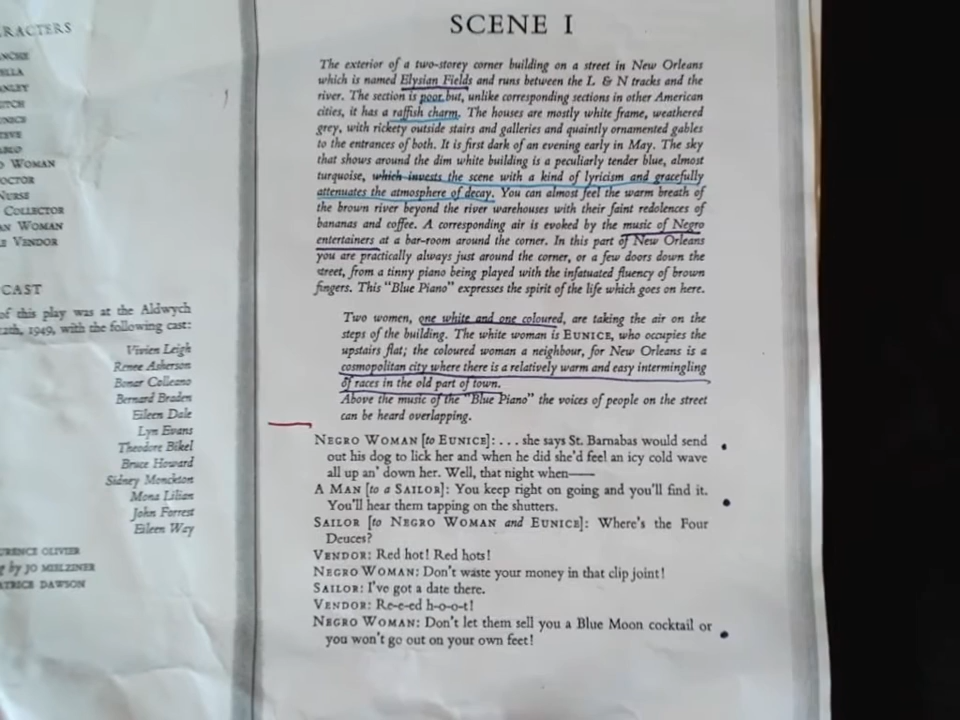 RACTERS
NCHE
ELLA
ANLEY
UTCH
UNICE
TEVE
ABLO
O WOMAN
OCTOR
NURSE
COLLECTOR
AN WOMAN
E VENDOR
CAST
of this play was at the Aldwych
12th, 1949, with the following cast:
Vivien Leigh
Renee Asherson
Bonar Colleano
Bernard Braden
Eileen Dale
Lyn Evans
Theodore Bikel
Bruce Howard
Sidney Monckton
Mona Lilian
John Forrest
Eileen Way
URENCE OLIVIER
g by JO MIELZINER
ATRICE DAWSON
SCENE I
The exterior of a two-storey corner building on a street in New Orleans
which is named Elysian Fields and runs between the L & N tracks and the
river. The section is poor but, unlike corresponding sections in other American
cities, it has a raffish charm. The houses are mostly white frame, weathered
grey, with rickety outside stairs and galleries and quaintly ornamented gables
to the entrances of both. It is first dark of an evening early in May. The sky
that shows around the dim white building is a peculiarly tender blue, almost
turquoise, which invests the scene with a kind of lyricism and gracefully
attenuates the atmosphere of decay. You can almost feel the warm breath of
the brown river beyond the river warehouses with their faint redolences of
bananas and coffee. A corresponding air is evoked by the music of Negro
entertainers at a bar-room around the corner. In this part of New Orleans
you are practically always just around the corner, or a few doors down the
street, from a tinny piano being played with the infatuated fluency of brown
fingers. This "Blue Piano" expresses the spirit of the life which goes on here.
Two women, one white and one coloured, are taking the air on the
steps of the building. The white woman is EUNICE, who occupies the
upstairs flat; the coloured woman a neighbour, for New Orleans is a
cosmopolitan city where there is a relatively warm and easy intermingling
of races in the old part of town.
Above the music of the "Blue Piano" the voices of people on the street
can be heard overlapping.
NEGRO WOMAN [to EUNICE]: . . . she says St. Barnabas would send
out his dog to lick her and when he did she'd feel an icy cold wave
all up an' down her. Well, that night when——
A MAN [to a SAILOR]: You keep right on going and you'll find it.
You'll hear them tapping on the shutters.
SAILOR [to NEGRO WOMAN and EUNICE]: Where's the Four
Deuces?
VENDOR: Red hot! Red hots!
NEGRO WOMAN: Don't waste your money in that clip joint!
SAILOR: I've got a date there.
VENDOR: Re-e-ed h-o-o-t!
NEGRO WOMAN: Don't let them sell you a Blue Moon cocktail or
you won't go out on your own feet!